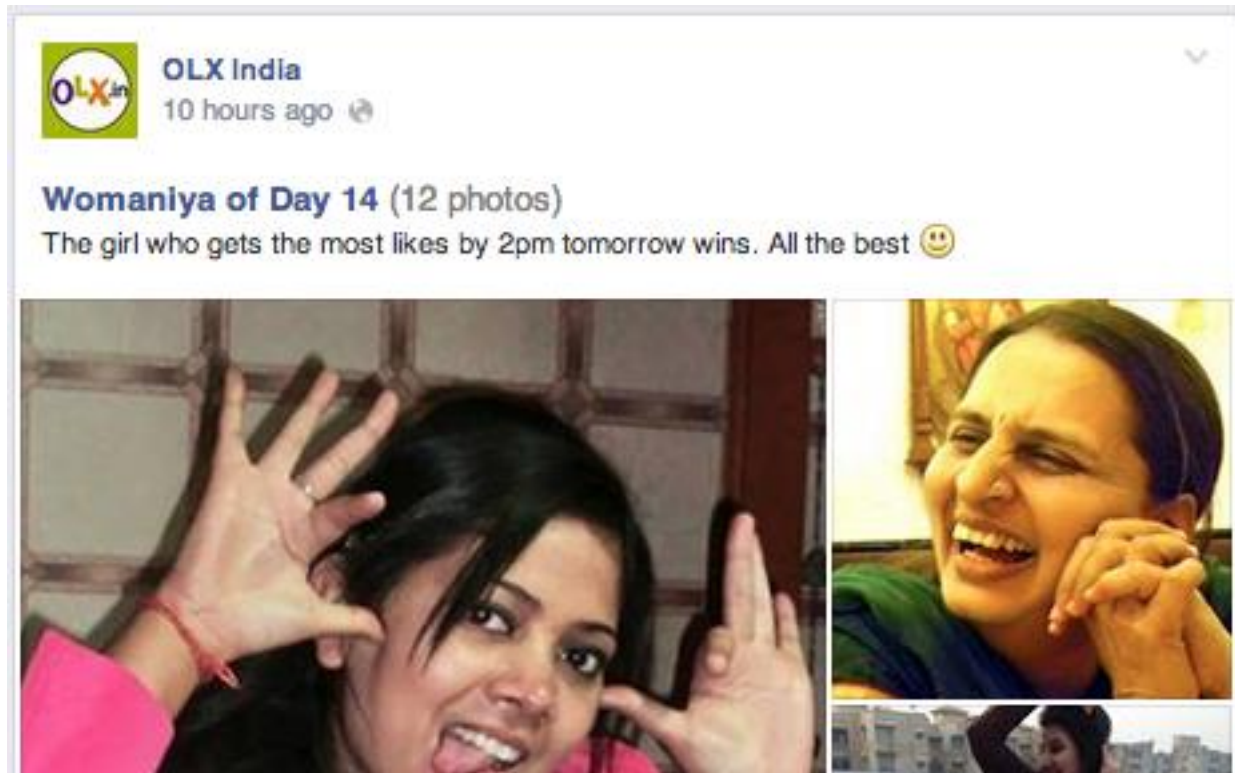 OLX.in
OLX India
10 hours ago
Womaniya of Day 14 (12 photos)
The girl who gets the most likes by 2pm tomorrow wins. All the best